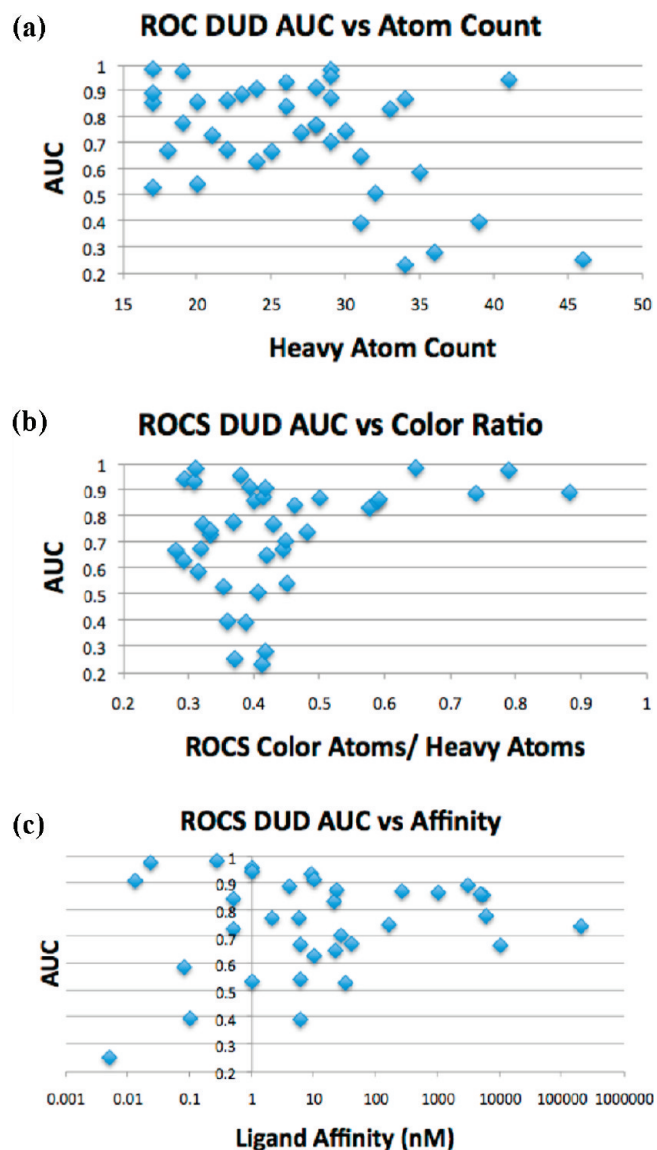 (a)
ROC DUD AUC vs Atom Count
1
0.9
0.8
0.7
0.6
0.5
0.4
0.3
0.2
AUC
15 20 25 30 35 40 45 50
Heavy Atom Count
(b)
ROCS DUD AUC vs Color Ratio
1
0.9
0.8
0.7
0.6
0.5
0.4
0.3
0.2
AUC
0.2 0.3 0.4 0.5 0.6 0.7 0.8 0.9 1
ROCS Color Atoms/ Heavy Atoms
(c)
ROCS DUD AUC vs Affinity
1
0.9
0.8
0.7
0.6
0.5
0.4
0.3
0.2
AUC
0.001 0.01 0.1 1 10 100 1000 10000 100000 1000000
Ligand Affinity (nM)